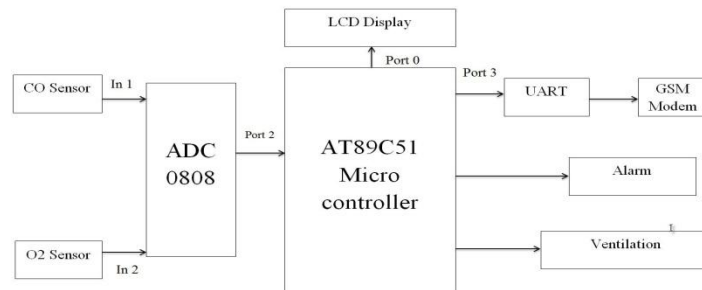 LCD Display
Port 0
Port 3
CO Sensor
In 1
UART
GSM
Modem
ADC
0808
Port 2
AT89C51
Micro
controller
Alarm
O2 Sensor
In 2
Ventilation